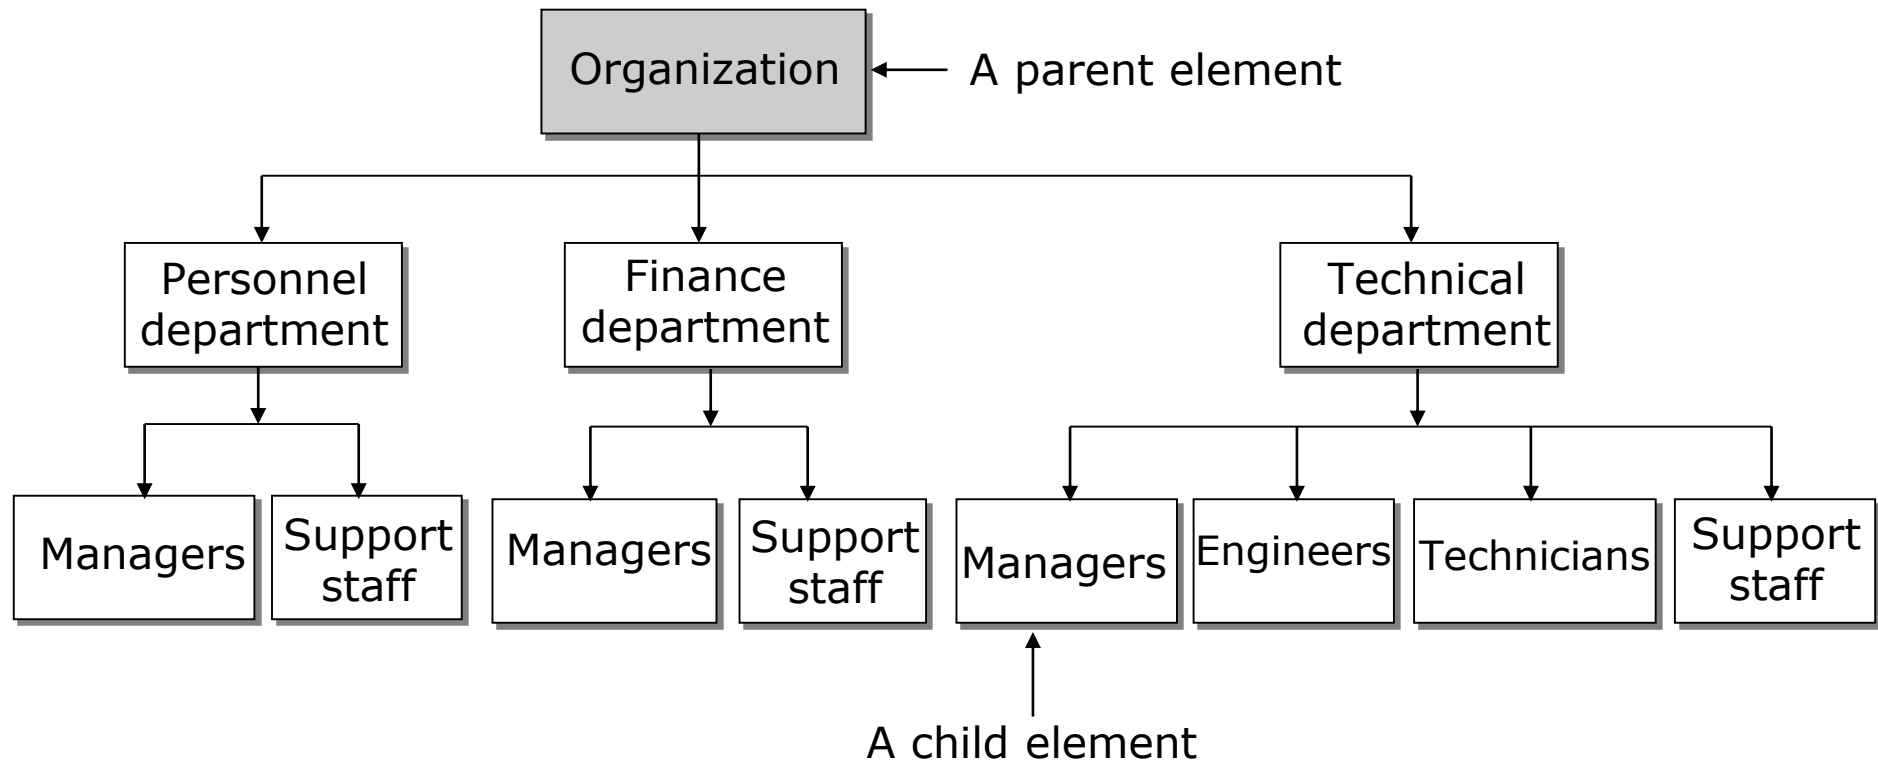 Organization
A parent element
Personnel
department
Finance
department
Technical
department
Managers
Support
staff
Managers
Support
staff
Managers
Engineers
Technicians
Support
staff
A child element